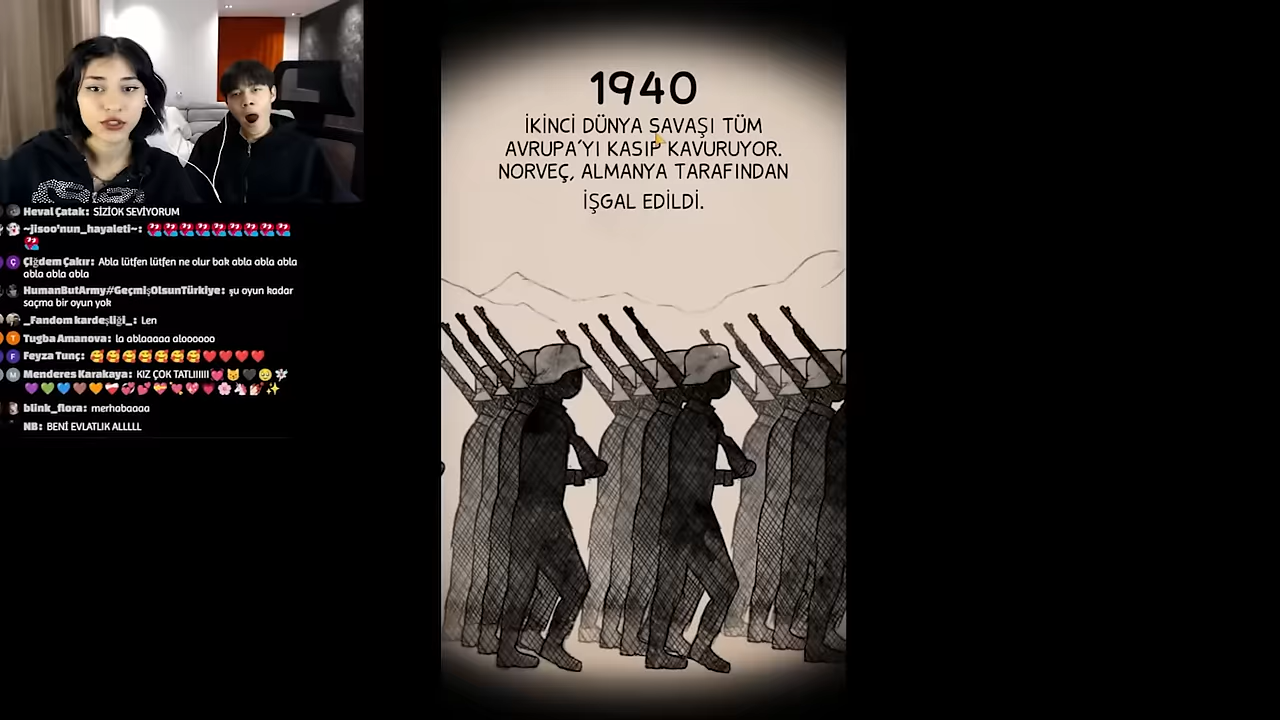 1940
İKİNCİ DÜNYA SAVAŞI TÜM
AVRUPA'YI KASIP KAVURUYOR.
NORVEÇ, ALMANYA TARAFINDAN
İŞGAL EDİLDİ.
Heval Çatak: SİZİOK SEVİYORUM
~jisoo'nun_hayaleti~: 💘💘💘💘💘💘💘💘💘
💘
Ç Çiğdem Çakır: Abla lütfen lütfen ne olur bak abla abla abla
abla abla abla
HumanButArmy#GeçmişOlsunTürkiye: şu oyun kadar
saçma bir oyun yok
_Fandom kardeşliği_: Len
T Tugba Amanova: la ablaaaaa aloooooo
F Feyza Tunç: 🥰🥰🥰🥰🥰🥰🥰❤️❤️❤️❤️
M Menderes Karakaya: KIZ ÇOK TATLIIIIII
blink_flora: merhabaaaa
NB: BENİ EVLATLIK ALLLLL